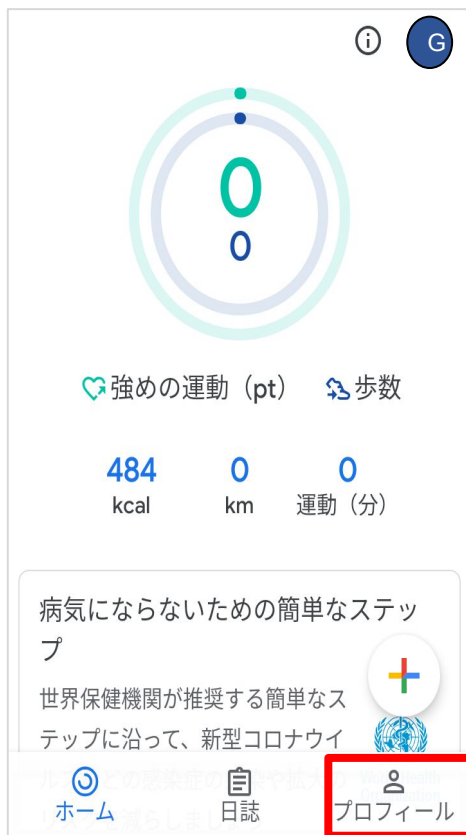 G
0
0
強めの運動（pt） 歩数
484 0 0
kcal km 運動（分）
病気にならないための簡単なステッ
プ
世界保健機関が推奨する簡単なス
テップに沿って、新型コロナウイ
ホーム 日誌 プロフィール